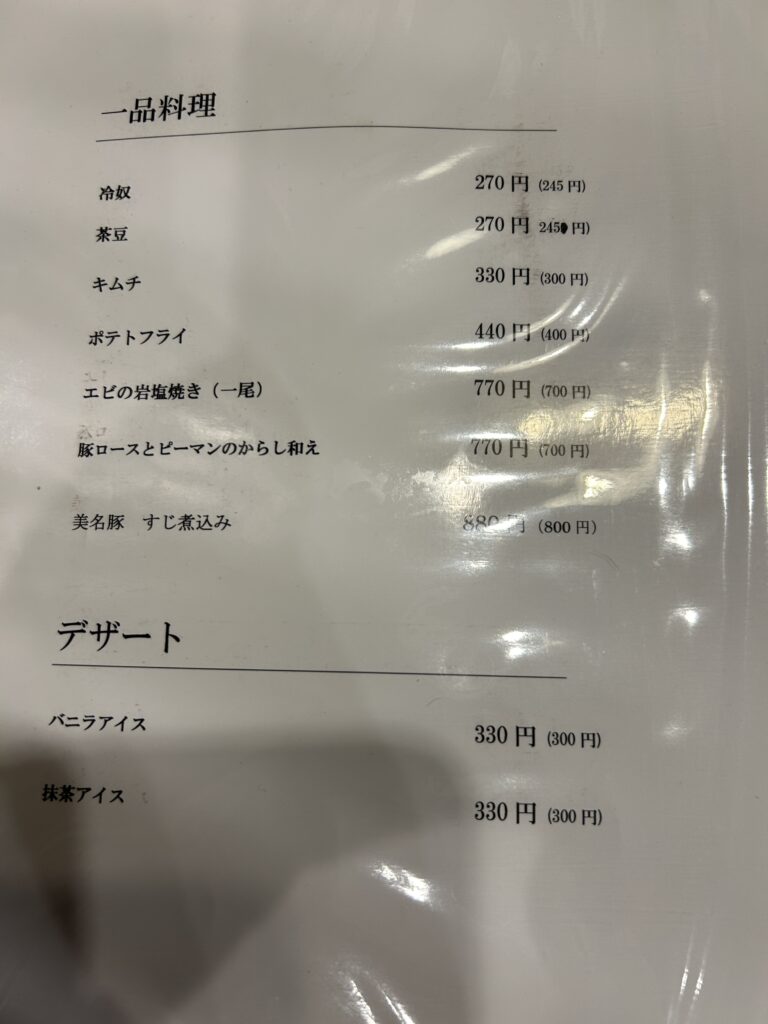 一品料理
冷奴 270 円 (245 円)
茶豆 270 円 245 円)
キムチ 330 円 (300 円)
ポテトフライ 440 円 (400 円)
エビの岩塩焼き（一尾） 770 円 (700 円)
豚ロースとピーマンのからし和え 770 円 (700 円)
美名豚　すじ煮込み 880 円 (800 円)
デザート
バニラアイス 330 円 (300 円)
抹茶アイス 330 円 (300 円)